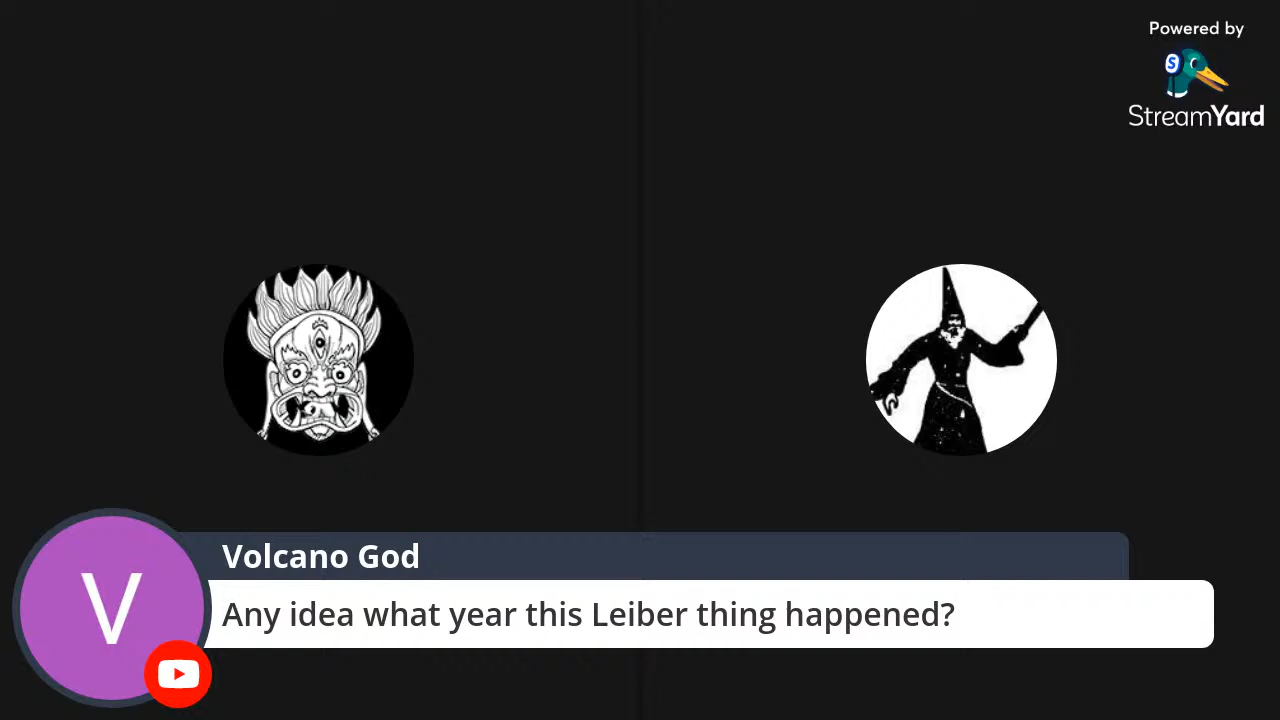 Powered by
S
StreamYard
Volcano God
V
Any idea what year this Leiber thing happened?